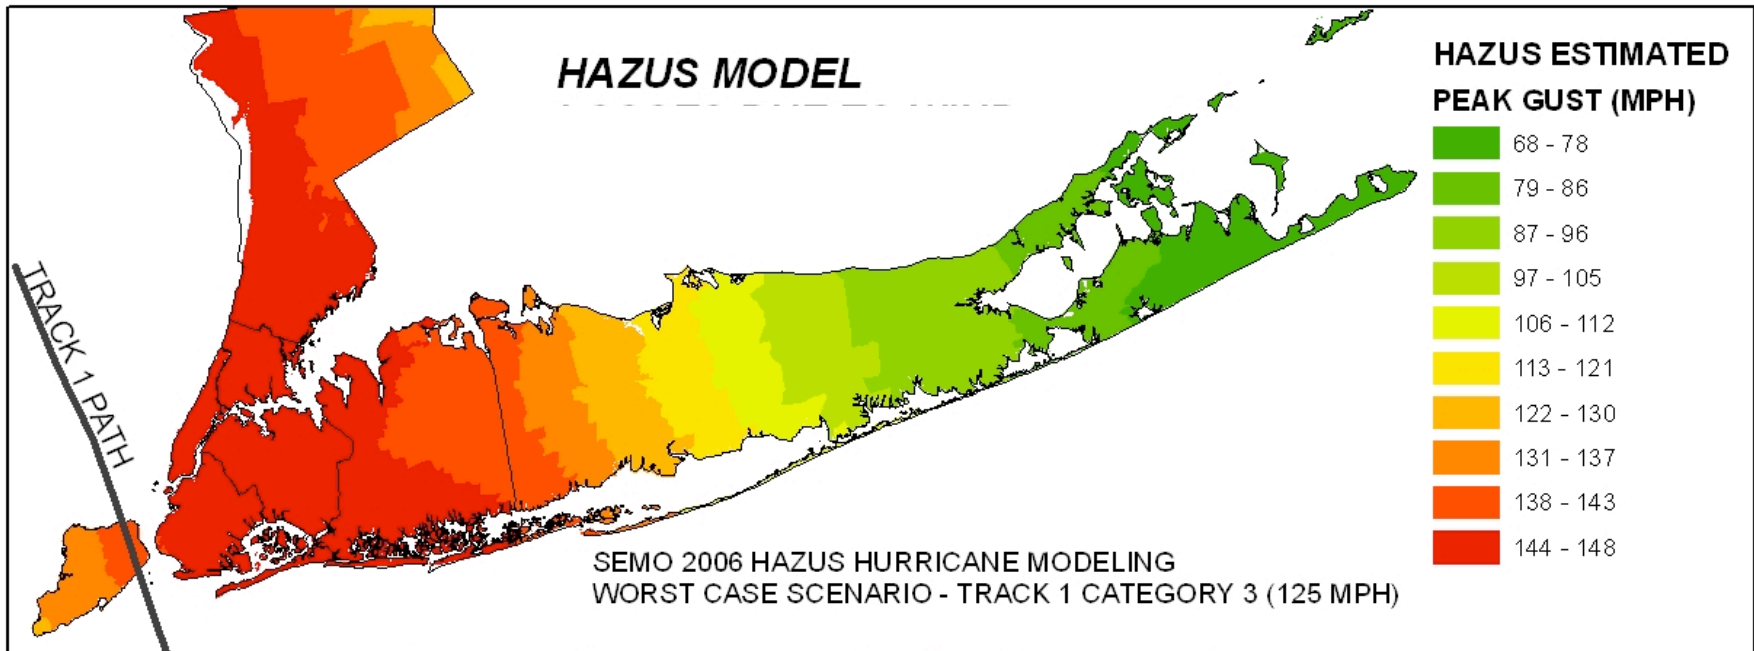 HAZUS MODEL
HAZUS ESTIMATED
PEAK GUST (MPH)
68 - 78
79 - 86
87 - 96
97 - 105
106 - 112
113 - 121
122 - 130
131 - 137
138 - 143
144 - 148
TRACK 1 PATH
SEMO 2006 HAZUS HURRICANE MODELING
WORST CASE SCENARIO - TRACK 1 CATEGORY 3 (125 MPH)